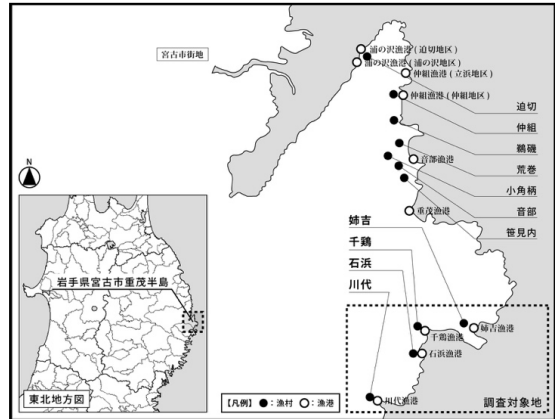 宮古市街地
浦の沢漁港(追切地区)
浦の沢漁港(浦の沢地区)
仲組漁港(立浜地区)
仲組漁港(仲組地区)
追切
仲組
鵜磯
荒巻
音部漁港
小角柄
音部
笹見内
重茂漁港
N
姉吉
千鶏
石浜
川代
岩手県宮古市重茂半島
姉吉漁港
千鶏漁港
石浜漁港
川代漁港
調査対象地
東北地方図
【凡例】●:漁村 ○:漁港